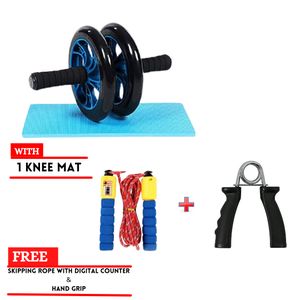 WITH
1 KNEE MAT
+
FREE
SKIPPING ROPE WITH DIGITAL COUNTER
&
HAND GRIP